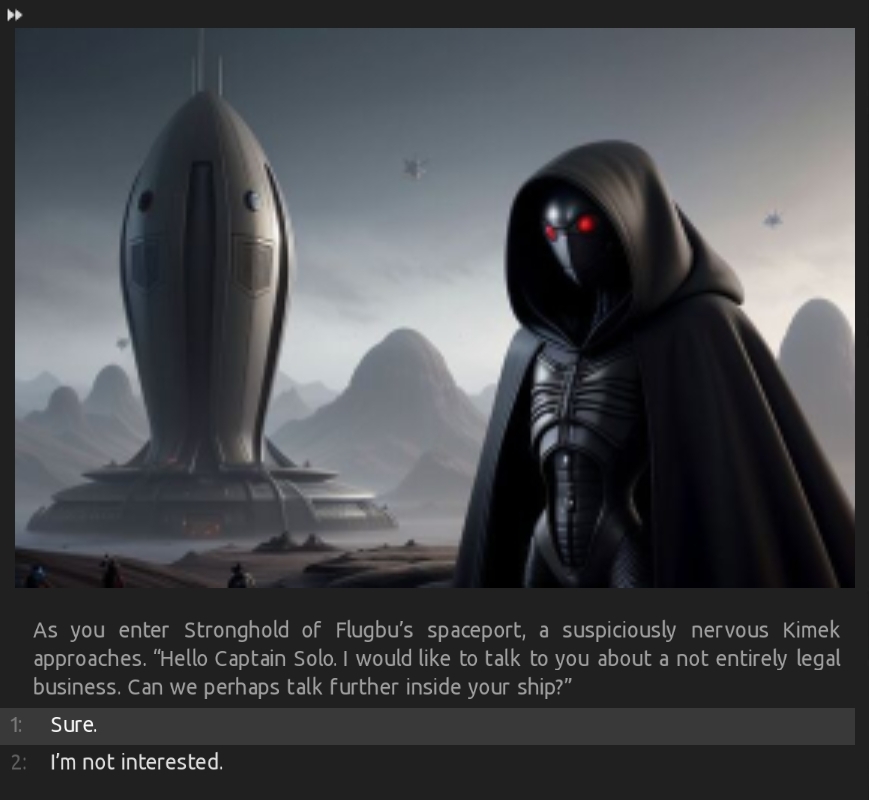 As you enter Stronghold of Flugbu’s spaceport, a suspiciously nervous Kimek
approaches. “Hello Captain Solo. I would like to talk to you about a not entirely legal
business. Can we perhaps talk further inside your ship?”
1: Sure.
2: I’m not interested.